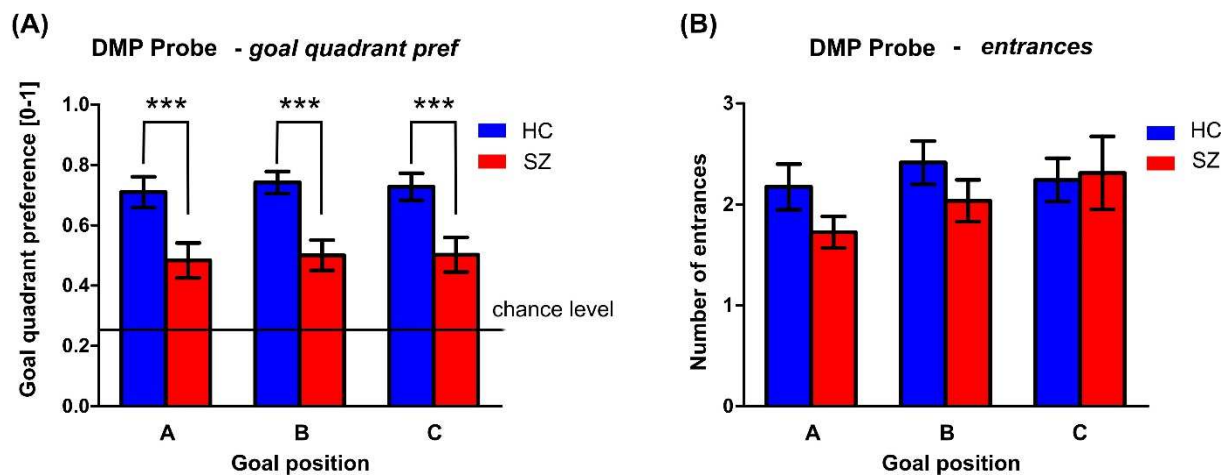 (A)
DMP Probe - goal quadrant pref
Goal quadrant preference [0-1]
1.0
0.8
0.6
0.4
0.2
0.0
***
***
***
HC
SZ
chance level
A B C
Goal position
(B)
DMP Probe - entrances
Number of entrances
3
2
1
0
HC
SZ
A B C
Goal position